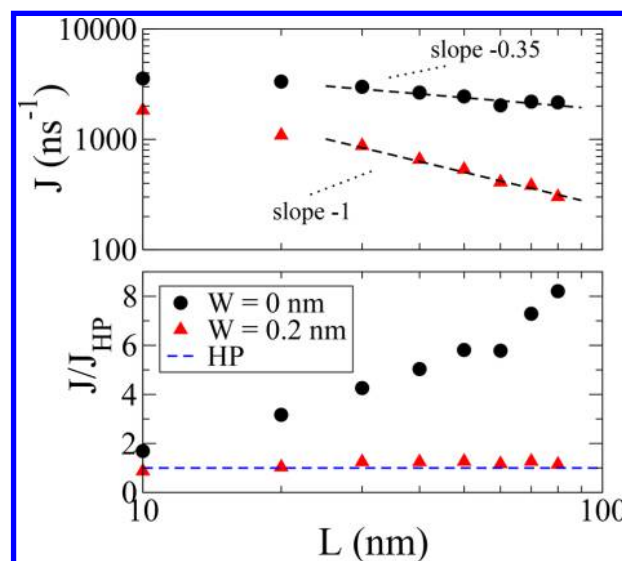 10000
slope -0.35
J (ns-1)
1000
slope -1
100
8
W = 0 nm
W = 0.2 nm
HP
6
J/JHP
4
2
0
10
100
L (nm)